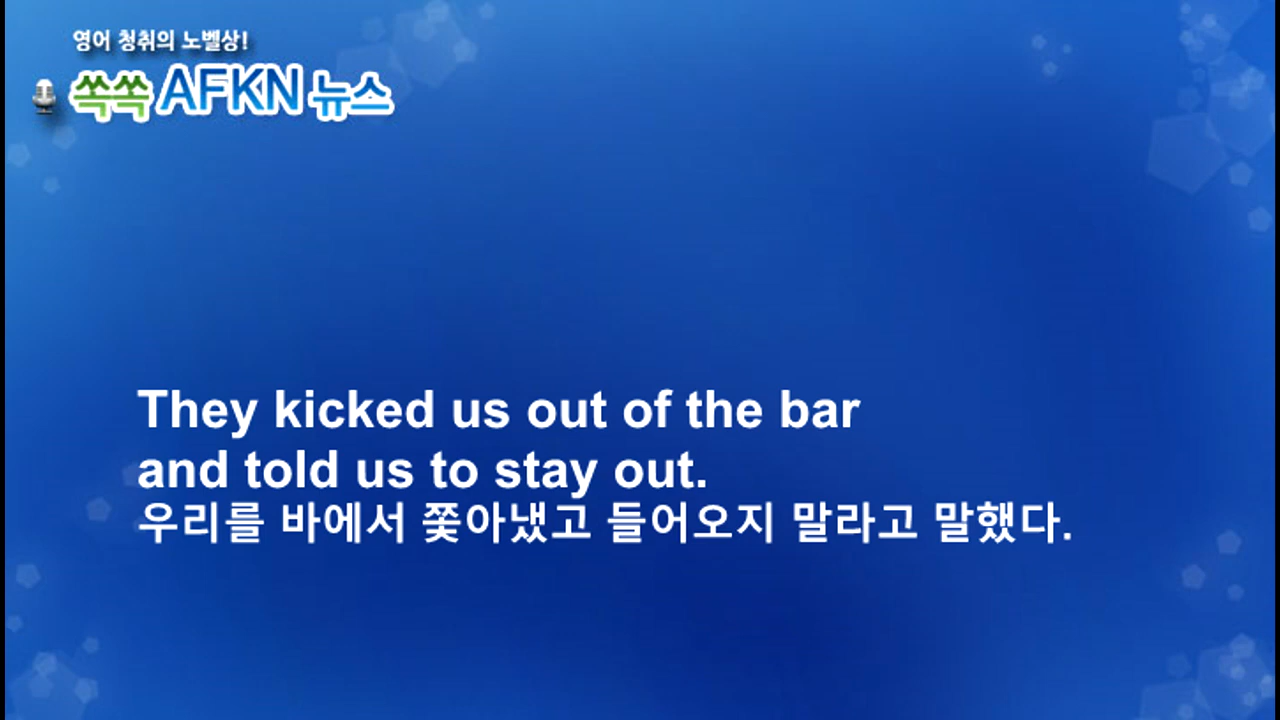 영어 청취의 노벨상!
쏙쏙 AFKN 뉴스
They kicked us out of the bar
and told us to stay out.
우리를 바에서 쫓아냈고 들어오지 말라고 말했다.